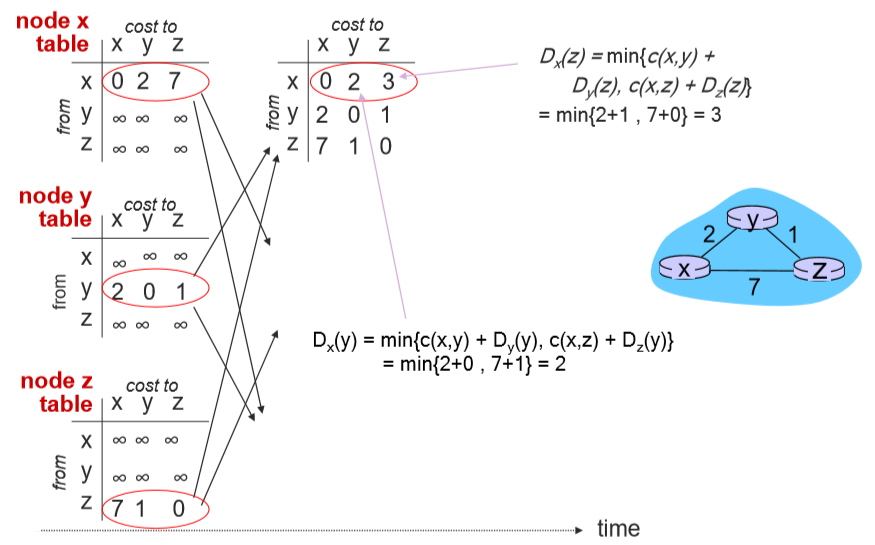 node x table
cost to
x y z
from
x 0 2 7
y ∞ ∞ ∞
z ∞ ∞ ∞
cost to
x y z
from
x 0 2 3
y 2 0 1
z 7 1 0
Dx(z) = min{c(x,y) +
Dy(z), c(x,z) + Dz(z)}
= min{2+1 , 7+0} = 3
node y table
cost to
x y z
from
x ∞ ∞ ∞
y 2 0 1
z ∞ ∞ ∞
y
2 1
x z
7
Dx(y) = min{c(x,y) + Dy(y), c(x,z) + Dz(y)}
= min{2+0 , 7+1} = 2
node z table
cost to
x y z
from
x ∞ ∞ ∞
y ∞ ∞ ∞
z 7 1 0
time